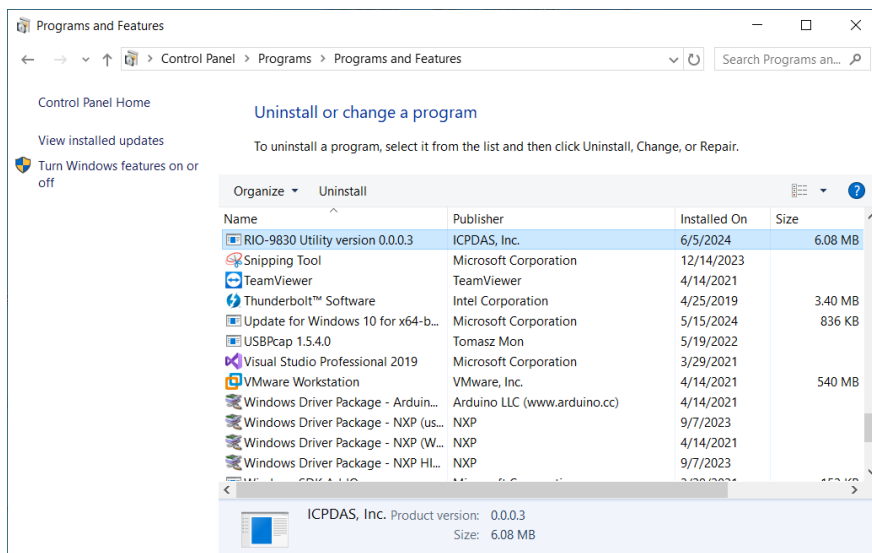 Programs and Features
Control Panel > Programs > Programs and Features
Search Programs an...
Control Panel Home
View installed updates
Turn Windows features on or
off
Uninstall or change a program
To uninstall a program, select it from the list and then click Uninstall, Change, or Repair.
Organize Uninstall
Name Publisher Installed On Size
RIO-9830 Utility version 0.0.0.3 ICPDAS, Inc. 6/5/2024 6.08 MB
Snipping Tool Microsoft Corporation 12/14/2023
TeamViewer TeamViewer 4/14/2021
Thunderbolt™ Software Intel Corporation 4/25/2019 3.40 MB
Update for Windows 10 for x64-b... Microsoft Corporation 5/15/2024 836 KB
USBPcap 1.5.4.0 Tomasz Mon 5/19/2022
Visual Studio Professional 2019 Microsoft Corporation 3/29/2021
VMware Workstation VMware, Inc. 4/14/2021 540 MB
Windows Driver Package - Arduin... Arduino LLC (www.arduino.cc) 4/14/2021
Windows Driver Package - NXP (us... NXP 9/7/2023
Windows Driver Package - NXP (W... NXP 4/14/2021
Windows Driver Package - NXP HI... NXP 9/7/2023
ICPDAS, Inc. Product version: 0.0.0.3
Size: 6.08 MB